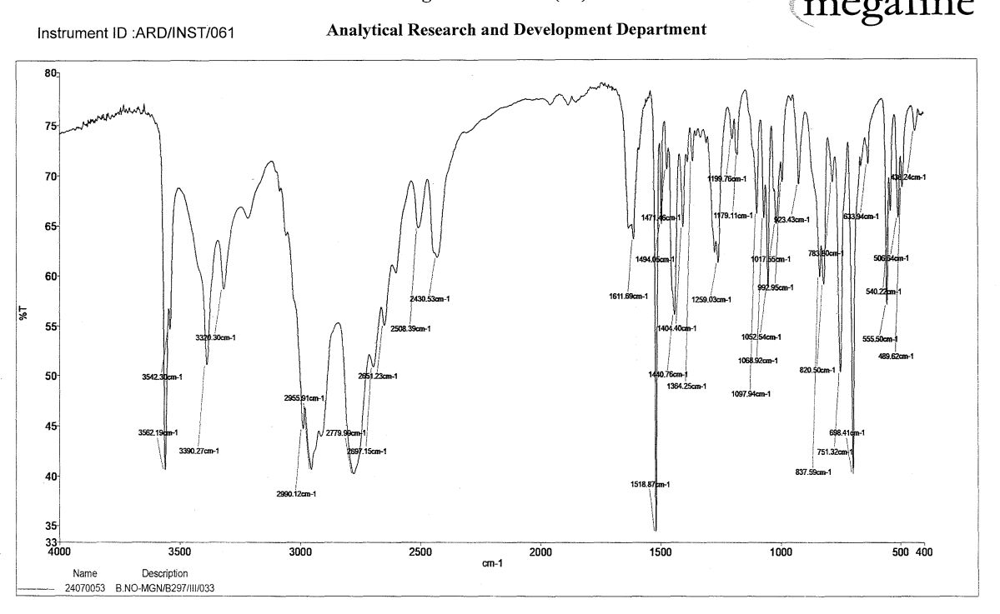 megafine
Instrument ID :ARD/INST/061
Analytical Research and Development Department
80
75
70
65
60
55
50
45
40
35
33
%T
4000
3500
3000
2500
2000
1500
1000
500
400
cm-1
3542.30cm-1
3562.19cm-1
3390.27cm-1
3320.30cm-1
2955.91cm-1
2990.12cm-1
2779.99cm-1
2697.15cm-1
2651.23cm-1
2508.39cm-1
2430.53cm-1
1611.69cm-1
1471.46cm-1
1494.05cm-1
1518.87cm-1
1440.76cm-1
1404.40cm-1
1364.25cm-1
1259.03cm-1
1199.76cm-1
1179.11cm-1
1097.94cm-1
1068.92cm-1
1052.54cm-1
1017.55cm-1
992.95cm-1
923.43cm-1
837.59cm-1
820.50cm-1
783.80cm-1
751.32cm-1
698.41cm-1
633.94cm-1
555.50cm-1
540.22cm-1
506.64cm-1
489.62cm-1
Name Description
24070053 B.NO-MGN/B297/III/033